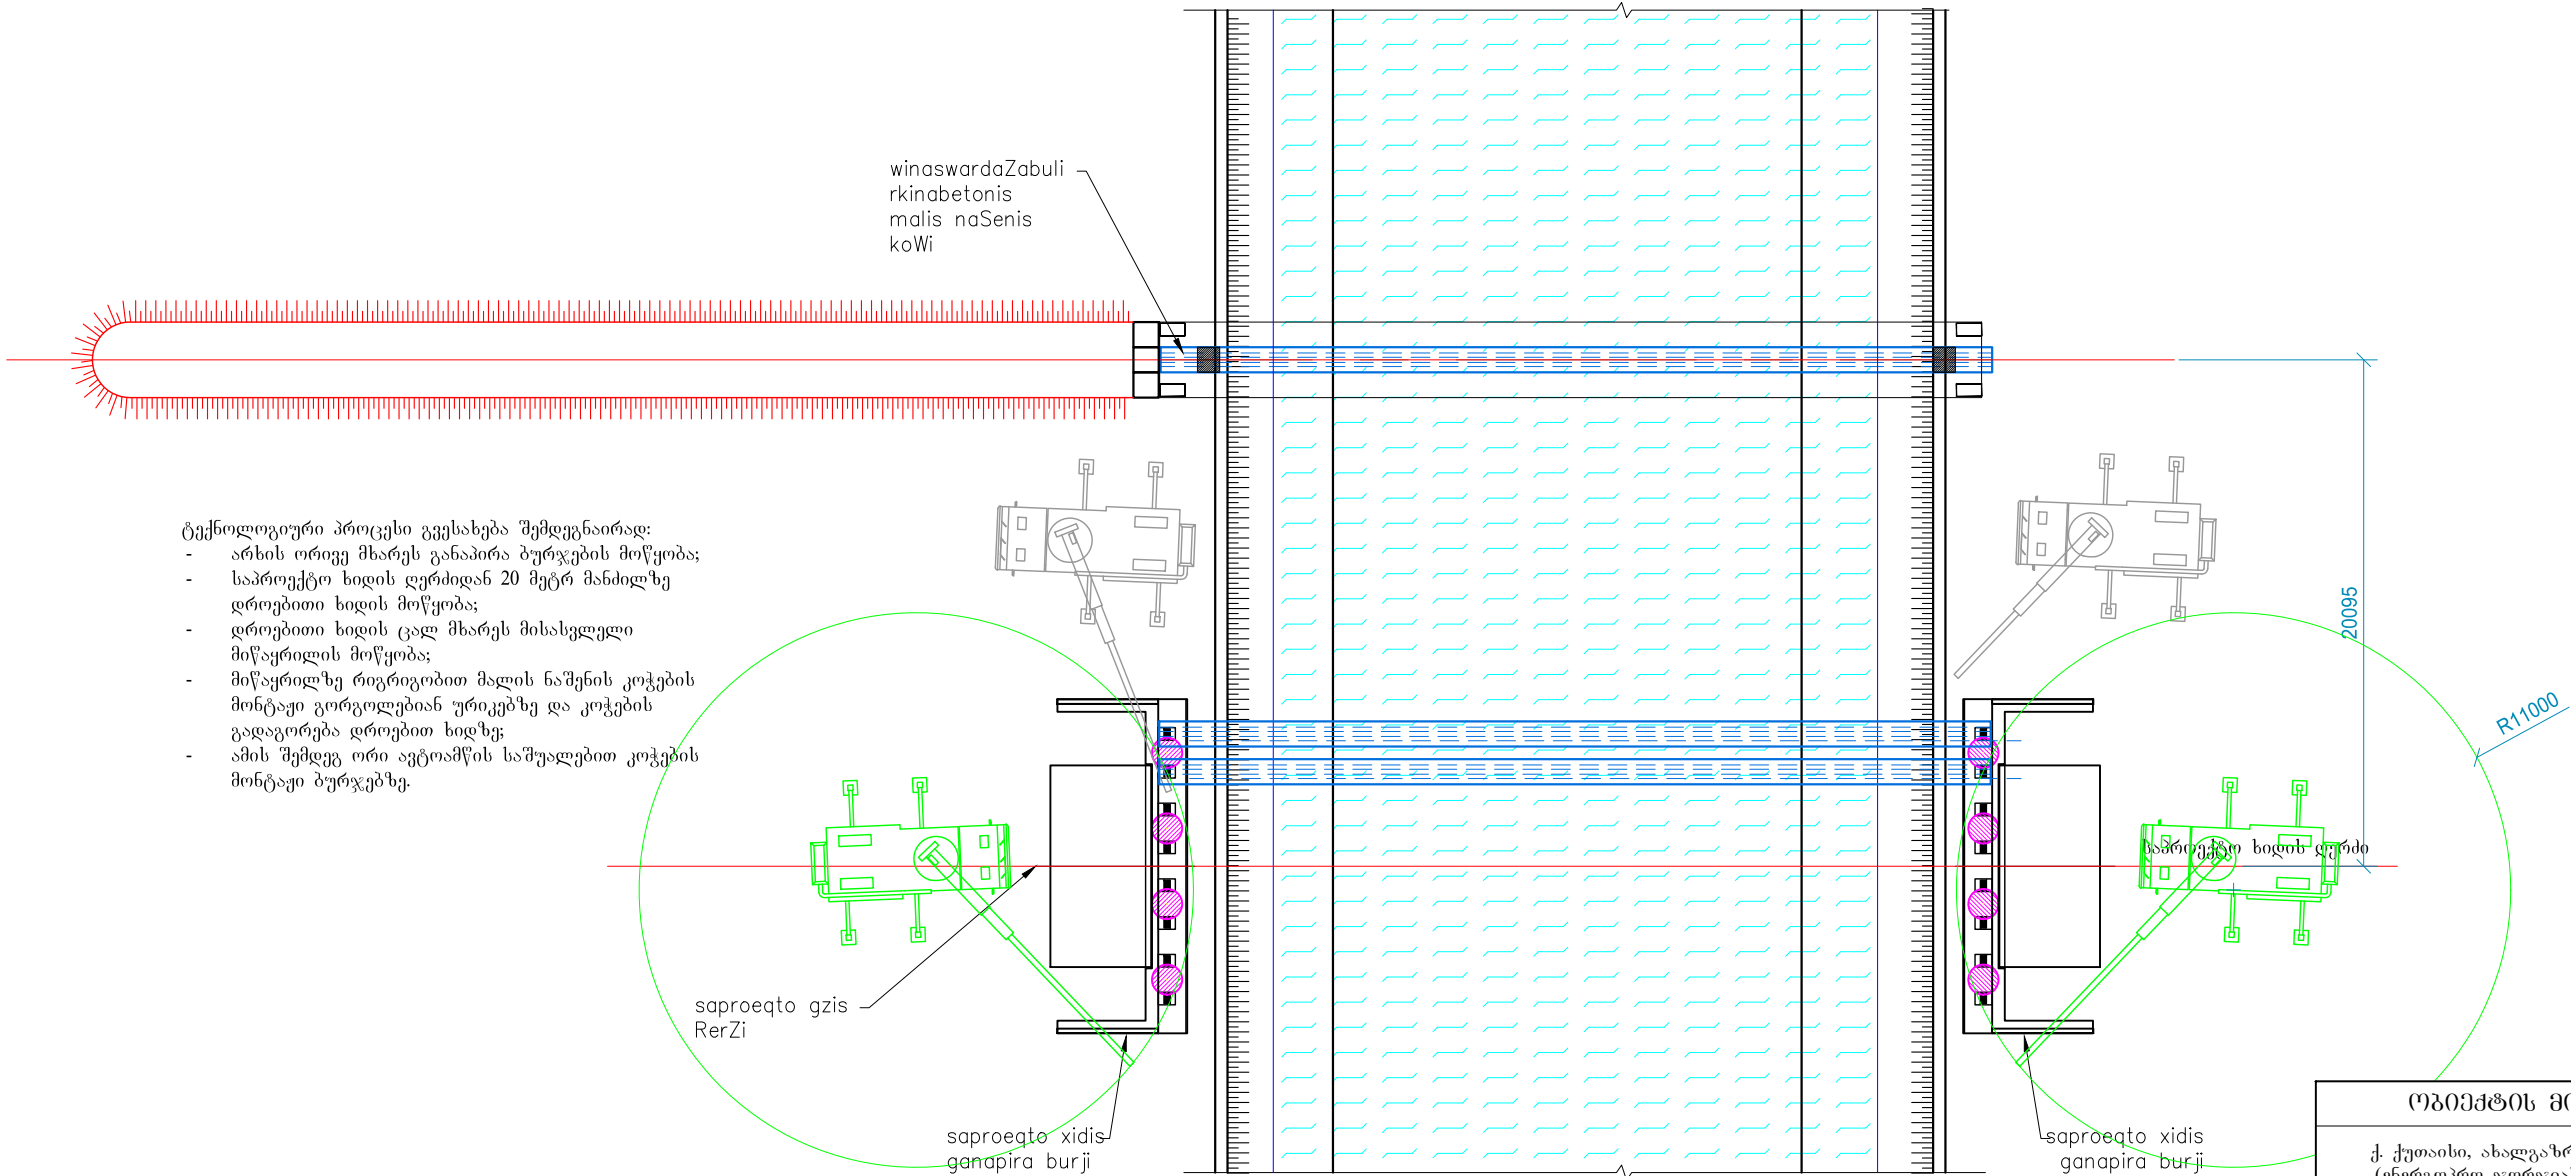 winaswardaZabuli
rkinabetonis
malis naSenis
koWi
ტექნოლოგიური პროცესი გვესახება შემდეგნაირად:
- არხის ორივე მხარეს განაპირა ბურჯების მოწყობა;
- საპროექტო ხიდის ღერძიდან 20 მეტრ მანძილზე
დროებითი ხიდის მოწყობა;
- დროებითი ხიდის ცალ მხარეს მისასვლელი
მიწაყრილის მოწყობა;
- მიწაყრილზე რიგრიგობით მალის ნაშენის კოჭების
მონტაჟი გორგოლებიან ურიკებზე და კოჭების
გადაგორება დროებით ხიდზე;
- ამის შემდეგ ორი ავტოამწის საშუალებით კოჭების
მონტაჟი ბურჯებზე.
20095
R11000
საპროექტო ხიდის ღერძი
saproeqto gzis
RerZi
saproeqto xidis
ganapira burji
saproeqto xidis
ganapira burji
ობიექტის
ქ. ქუთაისი,